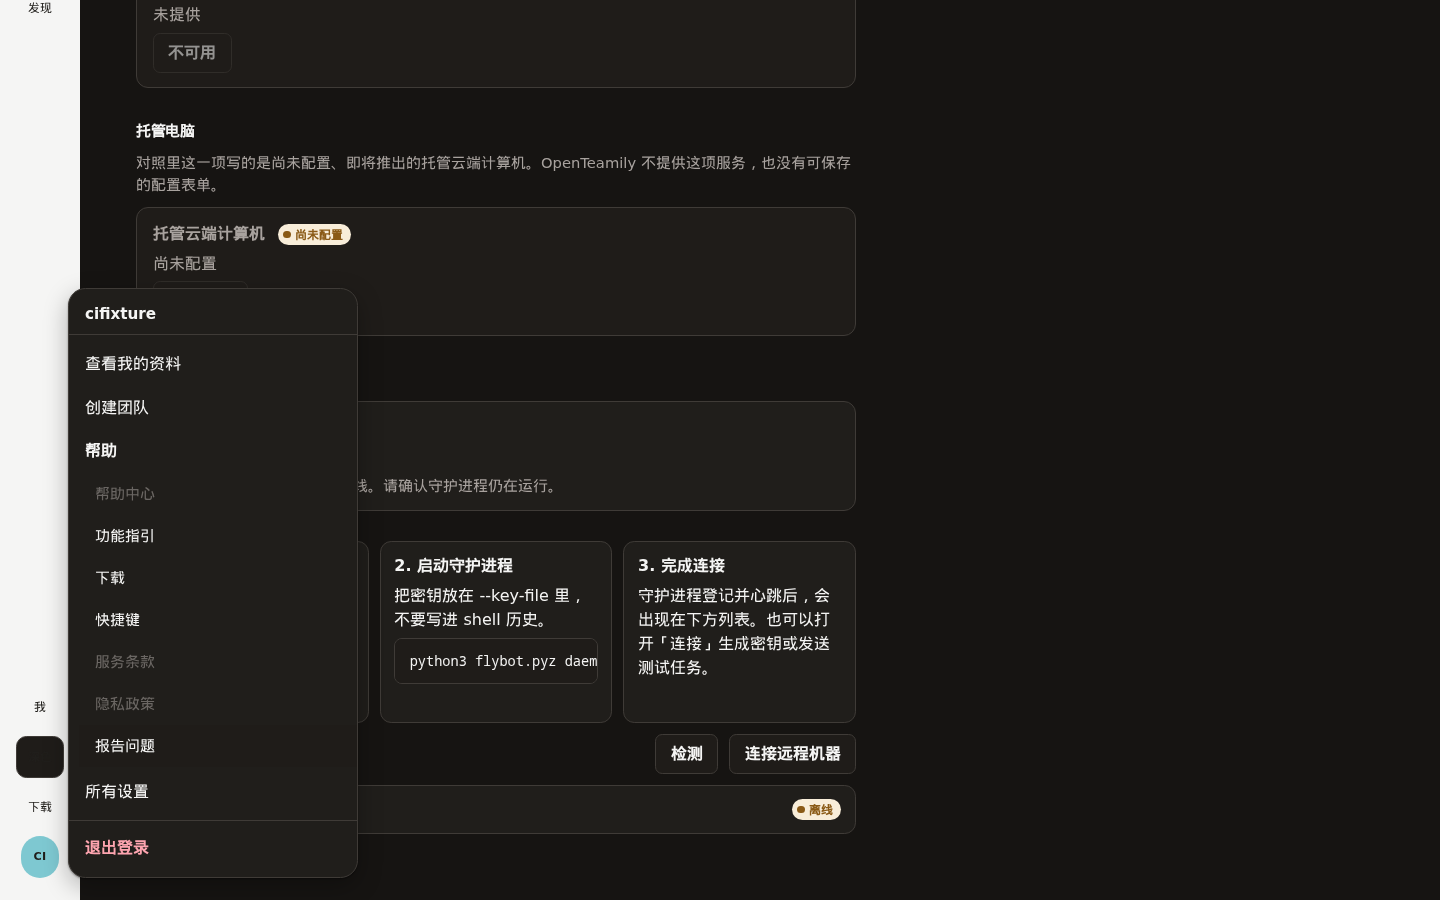 发现
未提供
不可用
托管电脑
对照里这一项写的是尚未配置、即将推出的托管云端计算机。OpenTeamily 不提供这项服务，也没有可保存
的配置表单。
托管云端计算机
尚未配置
尚未配置
cifixture
查看我的资料
创建团队
帮助
帮助中心
功能指引
下载
快捷键
服务条款
隐私政策
报告问题
所有设置
退出登录
线。请确认守护进程仍在运行。
2. 启动守护进程
把密钥放在 --key-file 里，
不要写进 shell 历史。
python3 flybot.pyz daem
3. 完成连接
守护进程登记并心跳后，会
出现在下方列表。也可以打
开「连接」生成密钥或发送
测试任务。
检测
连接远程机器
离线
我
下载
CI